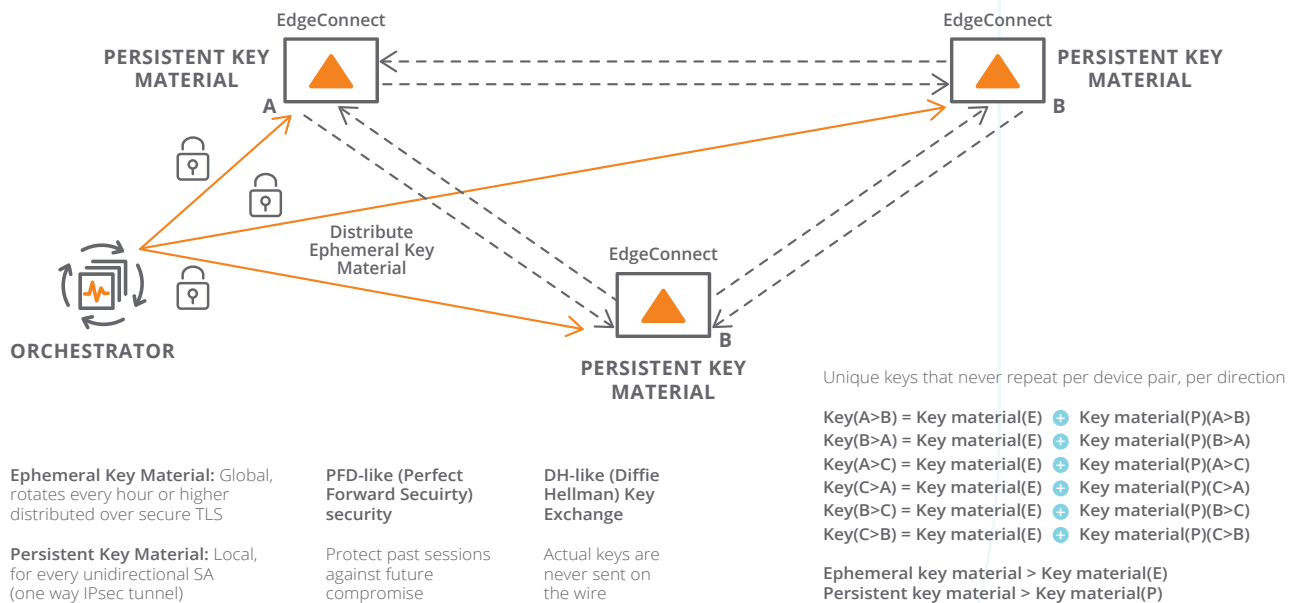 EdgeConnect
EdgeConnect
PERSISTENT KEY
MATERIAL
PERSISTENT KEY
MATERIAL
A
B
Distribute
Ephemeral Key
Material
EdgeConnect
ORCHESTRATOR
B
PERSISTENT KEY
MATERIAL
Unique keys that never repeat per device pair, per direction
Key(A>B) = Key material(E) + Key material(P)(A>B)
Key(B>A) = Key material(E) + Key material(P)(B>A)
Key(A>C) = Key material(E) + Key material(P)(A>C)
Key(C>A) = Key material(E) + Key material(P)(C>A)
Key(B>C) = Key material(E) + Key material(P)(B>C)
Key(C>B) = Key material(E) + Key material(P)(C>B)
Ephemeral key material > Key material(E)
Persistent key material > Key material(P)
Ephemeral Key Material: Global,
rotates every hour or higher
distributed over secure TLS
Persistent Key Material: Local,
for every unidirectional SA
(one way IPsec tunnel)
PFD-like (Perfect
Forward Secuirty)
security
Protect past sessions
against future
compromise
DH-like (Diffie
Hellman) Key
Exchange
Actual keys are
never sent on
the wire